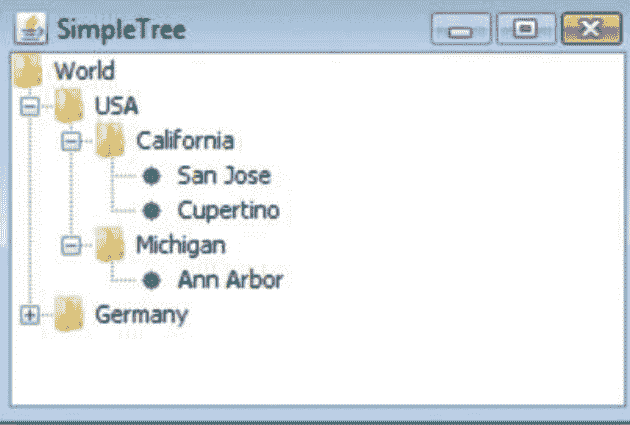 SimpleTree
World
USA
California
San Jose
Cupertino
Michigan
Ann Arbor
Germany